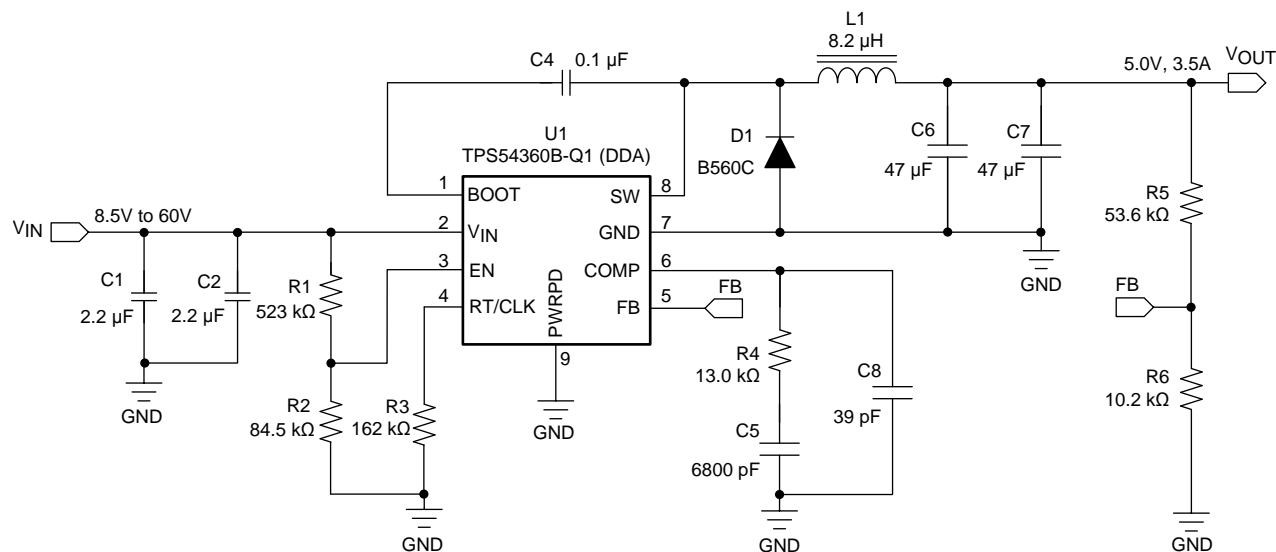 L1
8.2 µH
C4
0.1 µF
5.0V, 3.5A
VOUT
U1
TPS54360B-Q1 (DDA)
D1
B560C
C6
47 µF
C7
47 µF
R5
53.6 kΩ
1
BOOT
SW
8
VIN
8.5V to 60V
2
VIN
GND
7
GND
3
EN
COMP
6
4
RT/CLK
FB
5
FB
PWRPD
9
GND
C1
2.2 µF
C2
2.2 µF
GND
R1
523 kΩ
R2
84.5 kΩ
R3
162 kΩ
GND
R4
13.0 kΩ
C8
39 pF
C5
6800 pF
GND
FB
R6
10.2 kΩ
GND